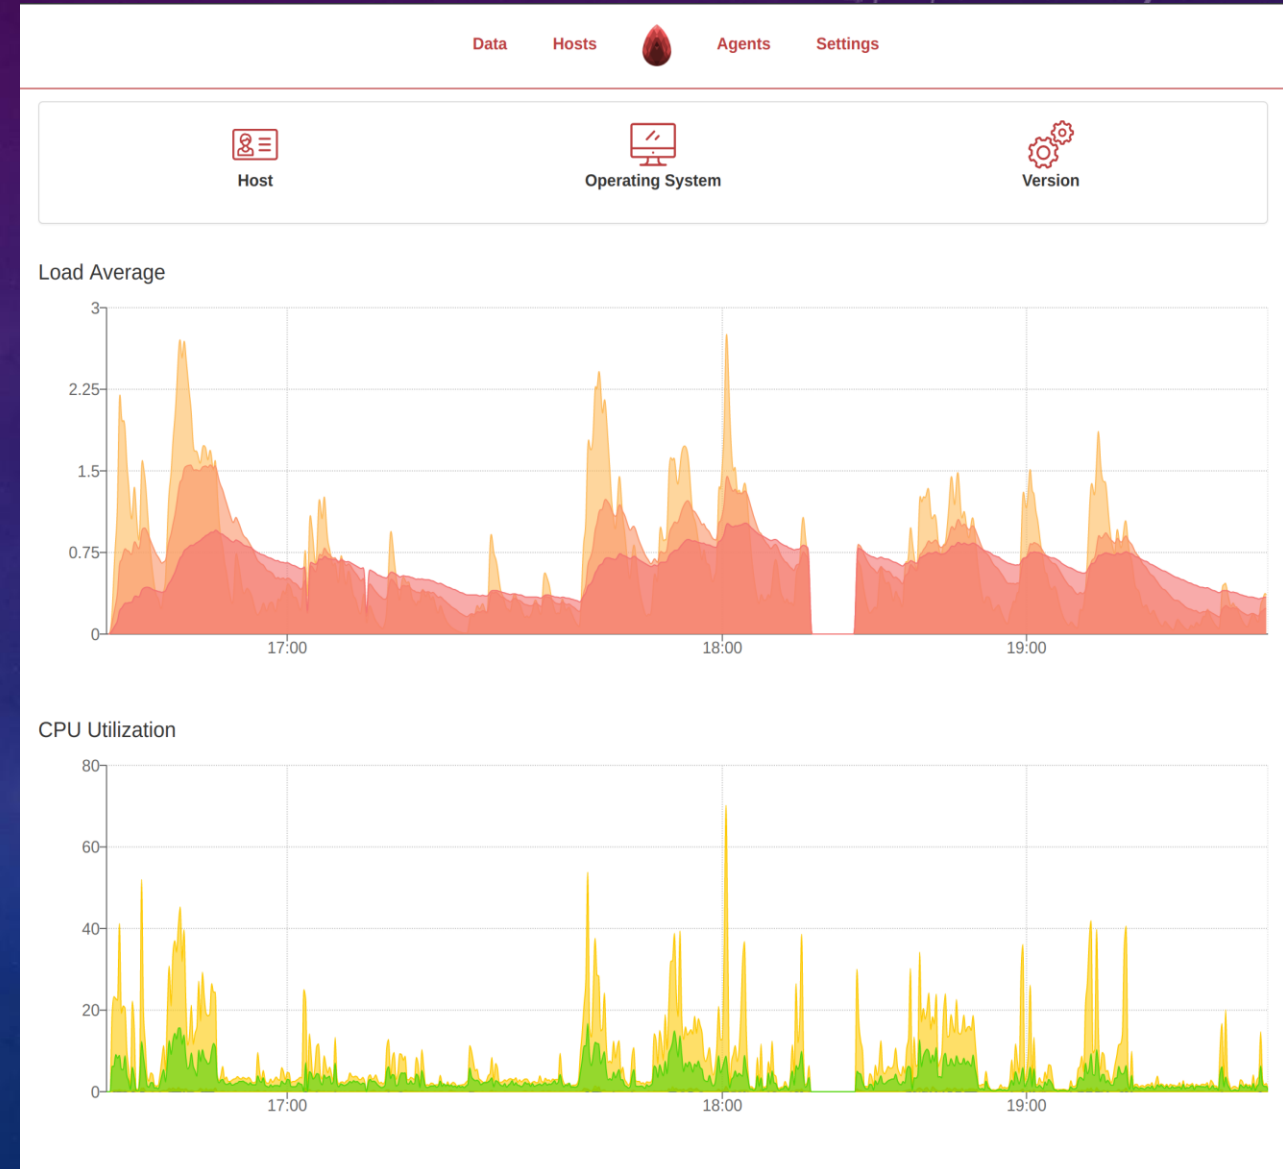 Data Hosts Agents Settings
Host Operating System Version
Load Average
3
2.25
1.5
0.75
0
17:00 18:00 19:00
CPU Utilization
80
60
40
20
0
17:00 18:00 19:00